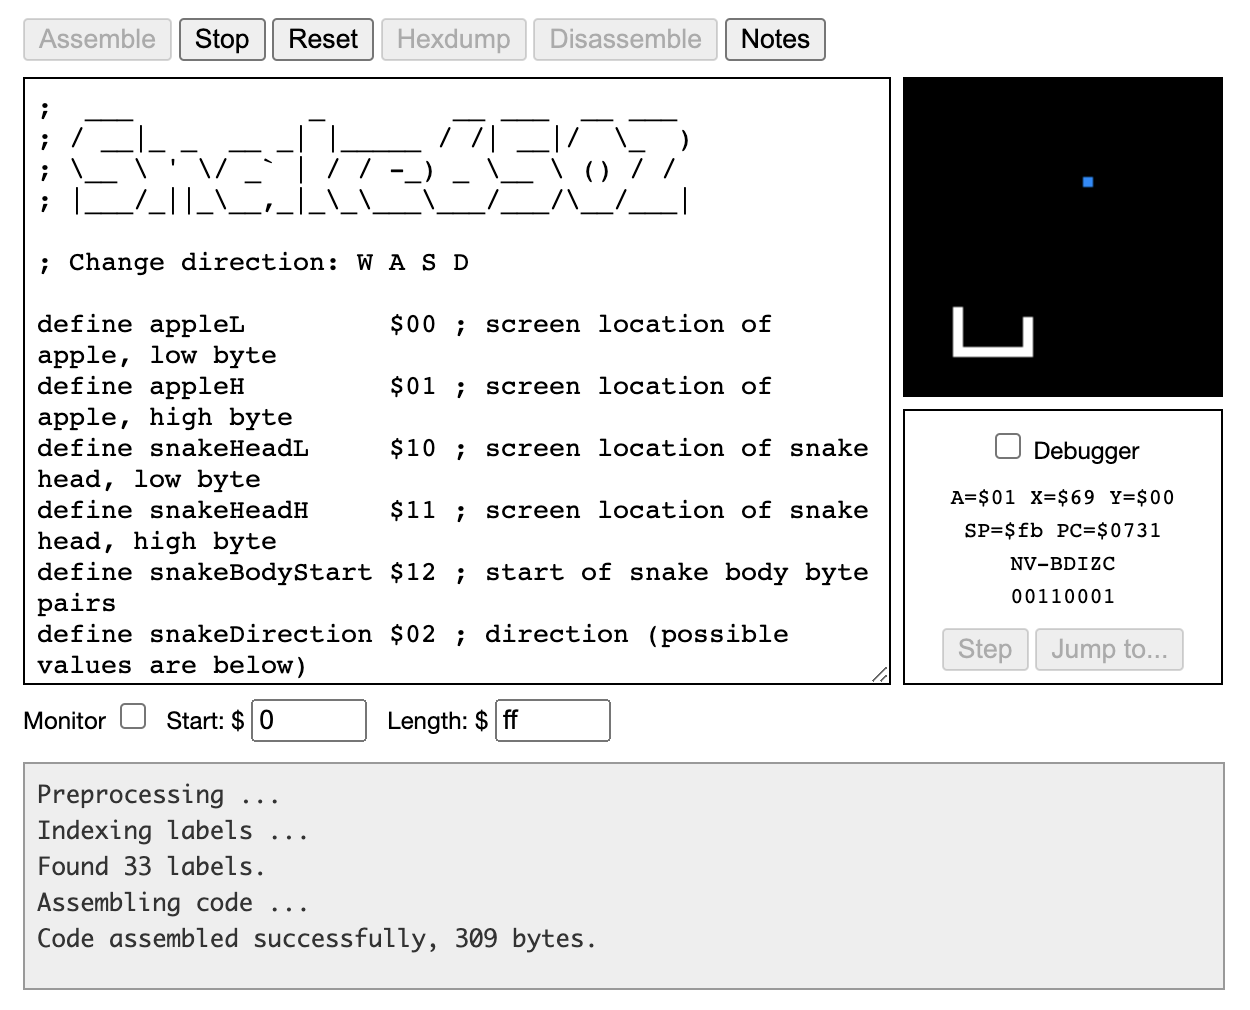 Assemble Stop Reset Hexdump Disassemble Notes
;  ___           _        __ ___  __ ___
; / __|_ _  __ _| |_____ / /| __|/  \_  )
; \__ \ ' \/ _` | / / -_) _ \__ \ () / /
; |___/_||_\__,_|_\_\___\___/___/\__/___|
; Change direction: W A S D
define appleL         $00 ; screen location of
apple, low byte
define appleH         $01 ; screen location of
apple, high byte
define snakeHeadL     $10 ; screen location of snake
head, low byte
define snakeHeadH     $11 ; screen location of snake
head, high byte
define snakeBodyStart $12 ; start of snake body byte
pairs
define snakeDirection $02 ; direction (possible
values are below)
Debugger
A=$01 X=$69 Y=$00
SP=$fb PC=$0731
NV-BDIZC
00110001
Step Jump to...
Monitor Start: $ 0 Length: $ ff
Preprocessing ...
Indexing labels ...
Found 33 labels.
Assembling code ...
Code assembled successfully, 309 bytes.